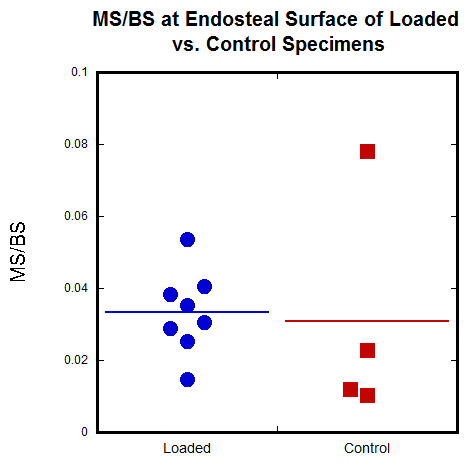 MS/BS at Endosteal Surface of Loaded
vs. Control Specimens
0.1
0.08
0.06
0.04
0.02
0
MS/BS
Loaded
Control